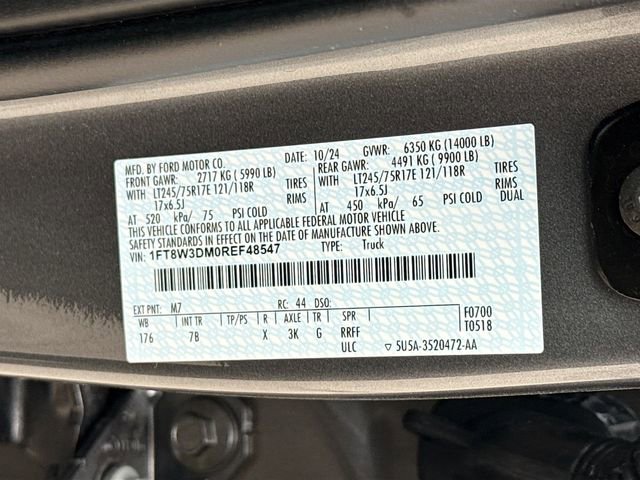 MFD. BY FORD MOTOR CO. DATE: 10/24 GVWR: 6350 KG (14000 LB)
FRONT GAWR: 2717 KG ( 5990 LB) REAR GAWR: 4491 KG ( 9900 LB)
WITH LT245/75R17E 121/118R TIRES WITH LT245/75R17E 121/118R TIRES
17x6.5J RIMS 17x6.5J RIMS
AT 520 kPa/ 75 PSI COLD AT 450 kPa/ 65 PSI COLD DUAL
THIS VEHICLE CONFORMS TO ALL APPLICABLE FEDERAL MOTOR VEHICLE
SAFETY STANDARDS IN EFFECT ON THE DATE OF MANUFACTURE SHOWN ABOVE.
VIN: 1FT8W3DM0REF48547 TYPE: Truck
EXT PNT: M7 RC: 44 DSO: F0700
WB INT TR TP/PS R AXLE TR RRFF T0518
176 7B X 3K G ULC ▽ 5U5A-3520472-AA